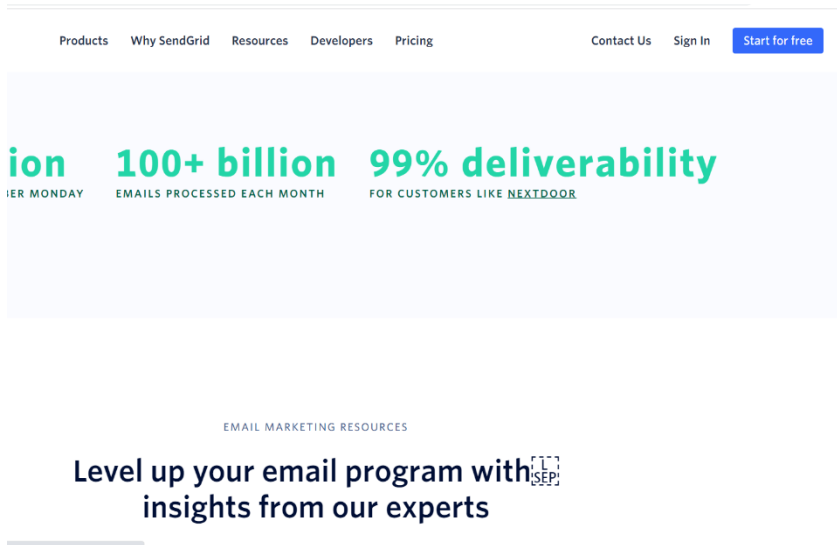 Products Why SendGrid Resources Developers Pricing Contact Us Sign In Start for free
ion 100+ billion 99% deliverability
BER MONDAY EMAILS PROCESSED EACH MONTH FOR CUSTOMERS LIKE NEXTDOOR
EMAIL MARKETING RESOURCES
Level up your email program with
insights from our experts